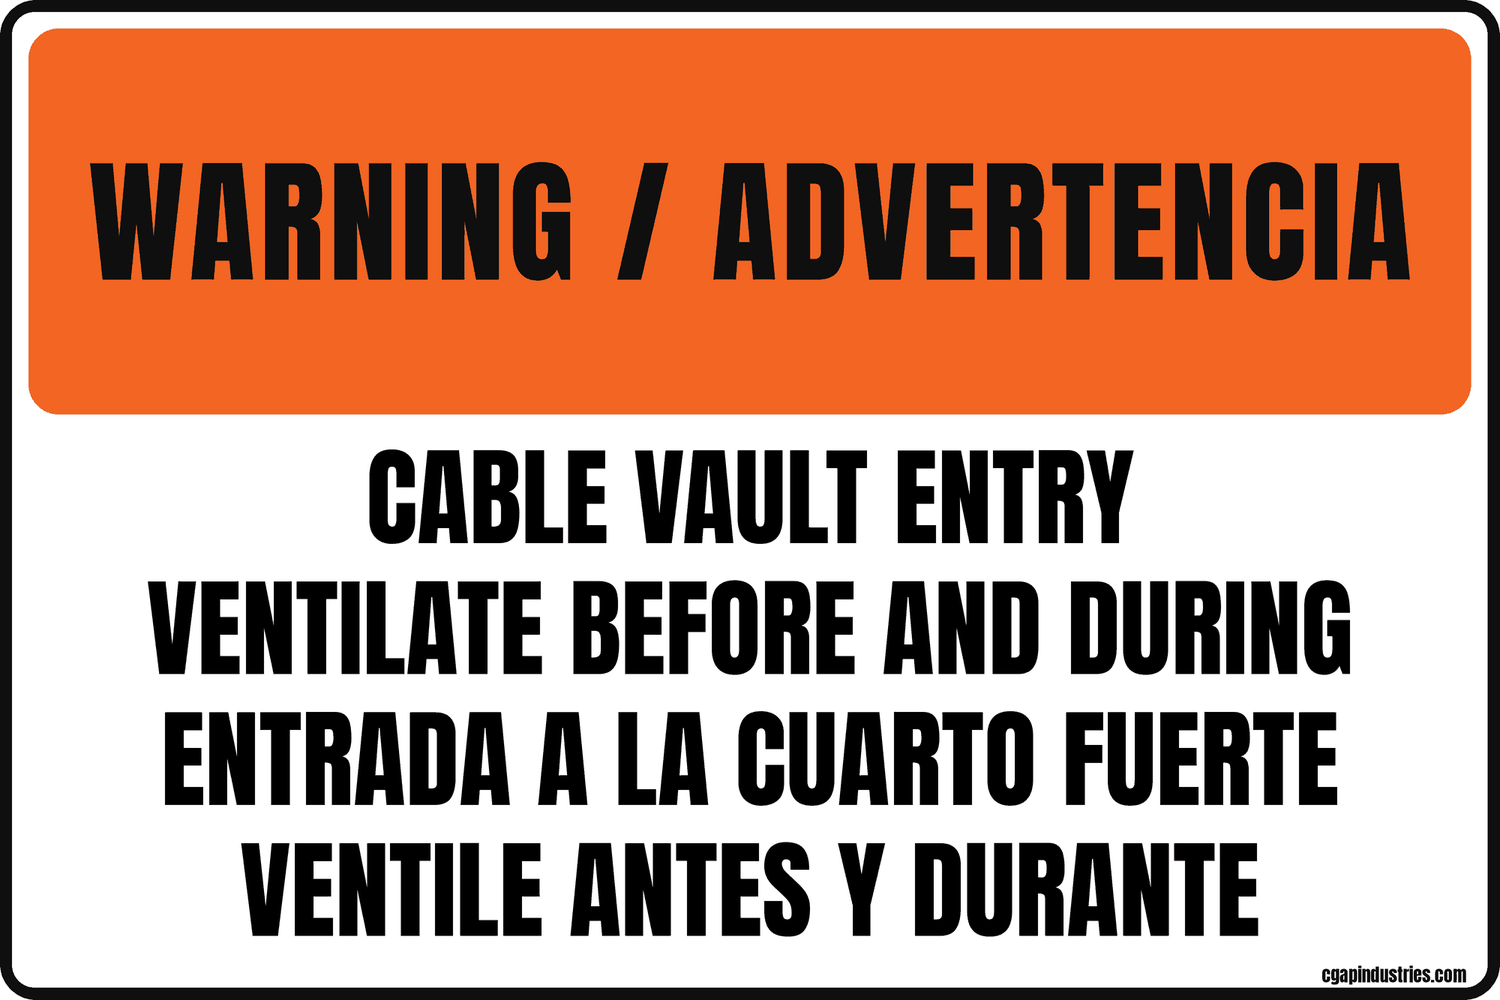 WARNING / ADVERTENCIA
CABLE VAULT ENTRY
VENTILATE BEFORE AND DURING
ENTRADA A LA CUARTO FUERTE
VENTILE ANTES Y DURANTE
cgapindustries.com